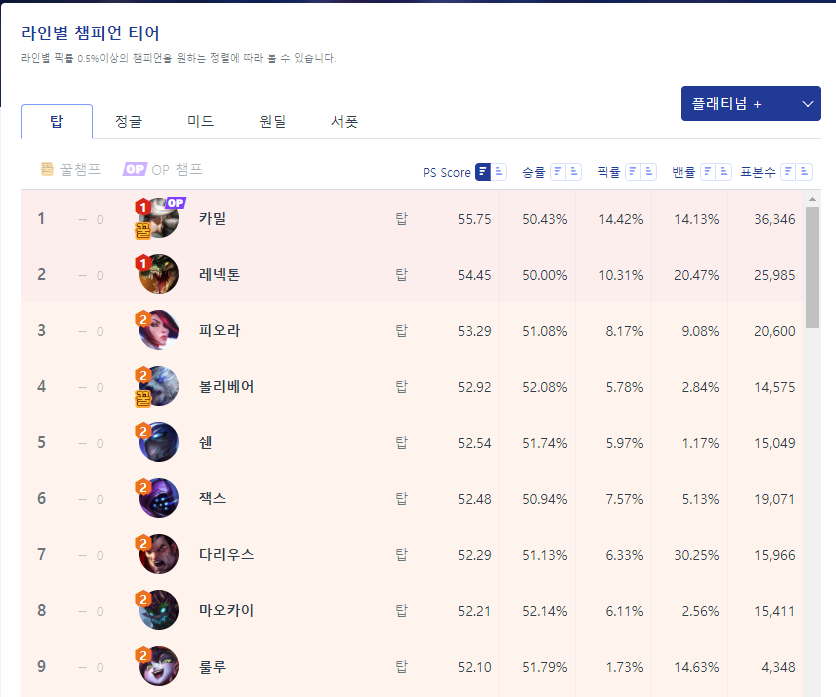 라인별 챔피언 티어
라인별 픽률 0.5%이상의 챔피언을 원하는 정렬에 따라 볼 수 있습니다.
플래티넘 +
탑 정글 미드 원딜 서폿
꿀 꿀챔프 OP OP 챔프 PS Score 승률 픽률 밴률 표본수
1 – 0 1 OP 꿀 카밀 탑 55.75 50.43% 14.42% 14.13% 36,346
2 – 0 1 레넥톤 탑 54.45 50.00% 10.31% 20.47% 25,985
3 – 0 2 피오라 탑 53.29 51.08% 8.17% 9.08% 20,600
4 – 0 2 꿀 볼리베어 탑 52.92 52.08% 5.78% 2.84% 14,575
5 – 0 2 쉔 탑 52.54 51.74% 5.97% 1.17% 15,049
6 – 0 2 잭스 탑 52.48 50.94% 7.57% 5.13% 19,071
7 – 0 2 다리우스 탑 52.29 51.13% 6.33% 30.25% 15,966
8 – 0 2 마오카이 탑 52.21 52.14% 6.11% 2.56% 15,411
9 – 0 2 룰루 탑 52.10 51.79% 1.73% 14.63% 4,348